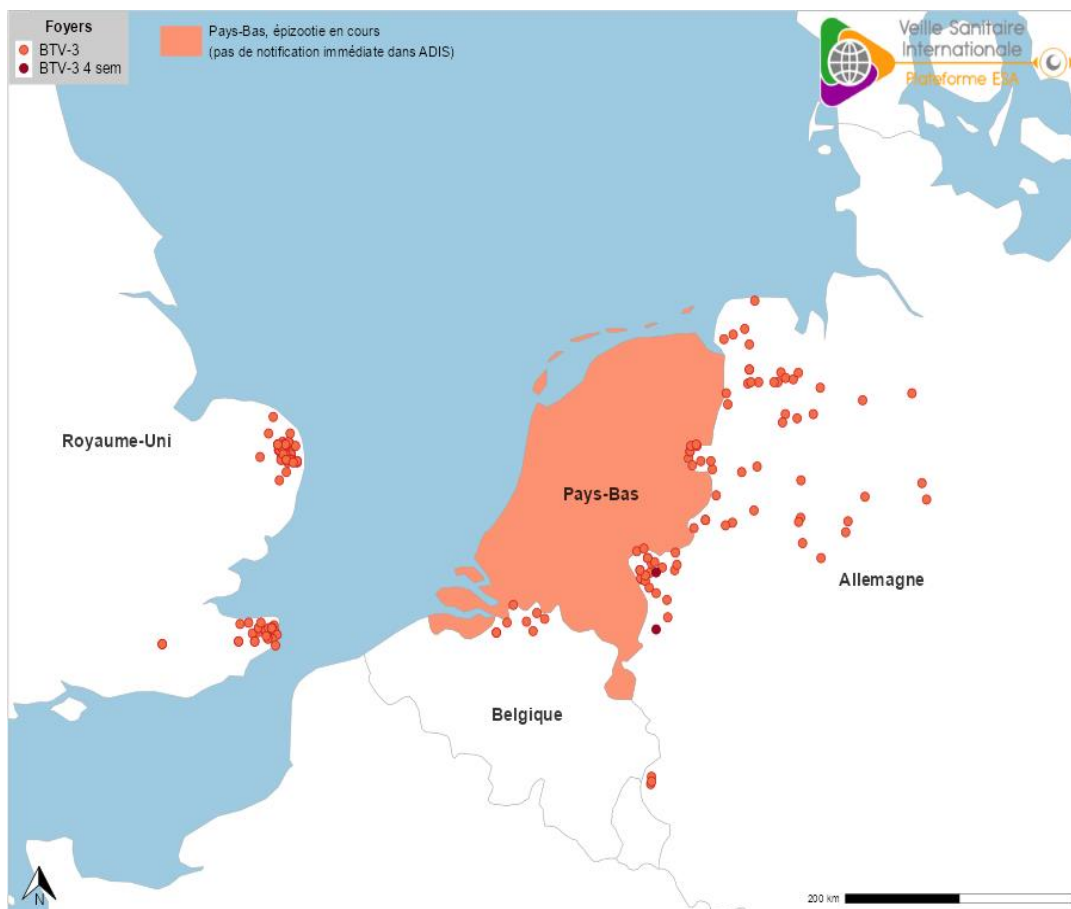 Foyers
BTV-3
BTV-3 4 sem
Pays-Bas, épizootie en cours
(pas de notification immédiate dans ADIS)
Veille Sanitaire
Internationale
Plateforme ESA
Royaume-Uni
Pays-Bas
Allemagne
Belgique
N
200 km